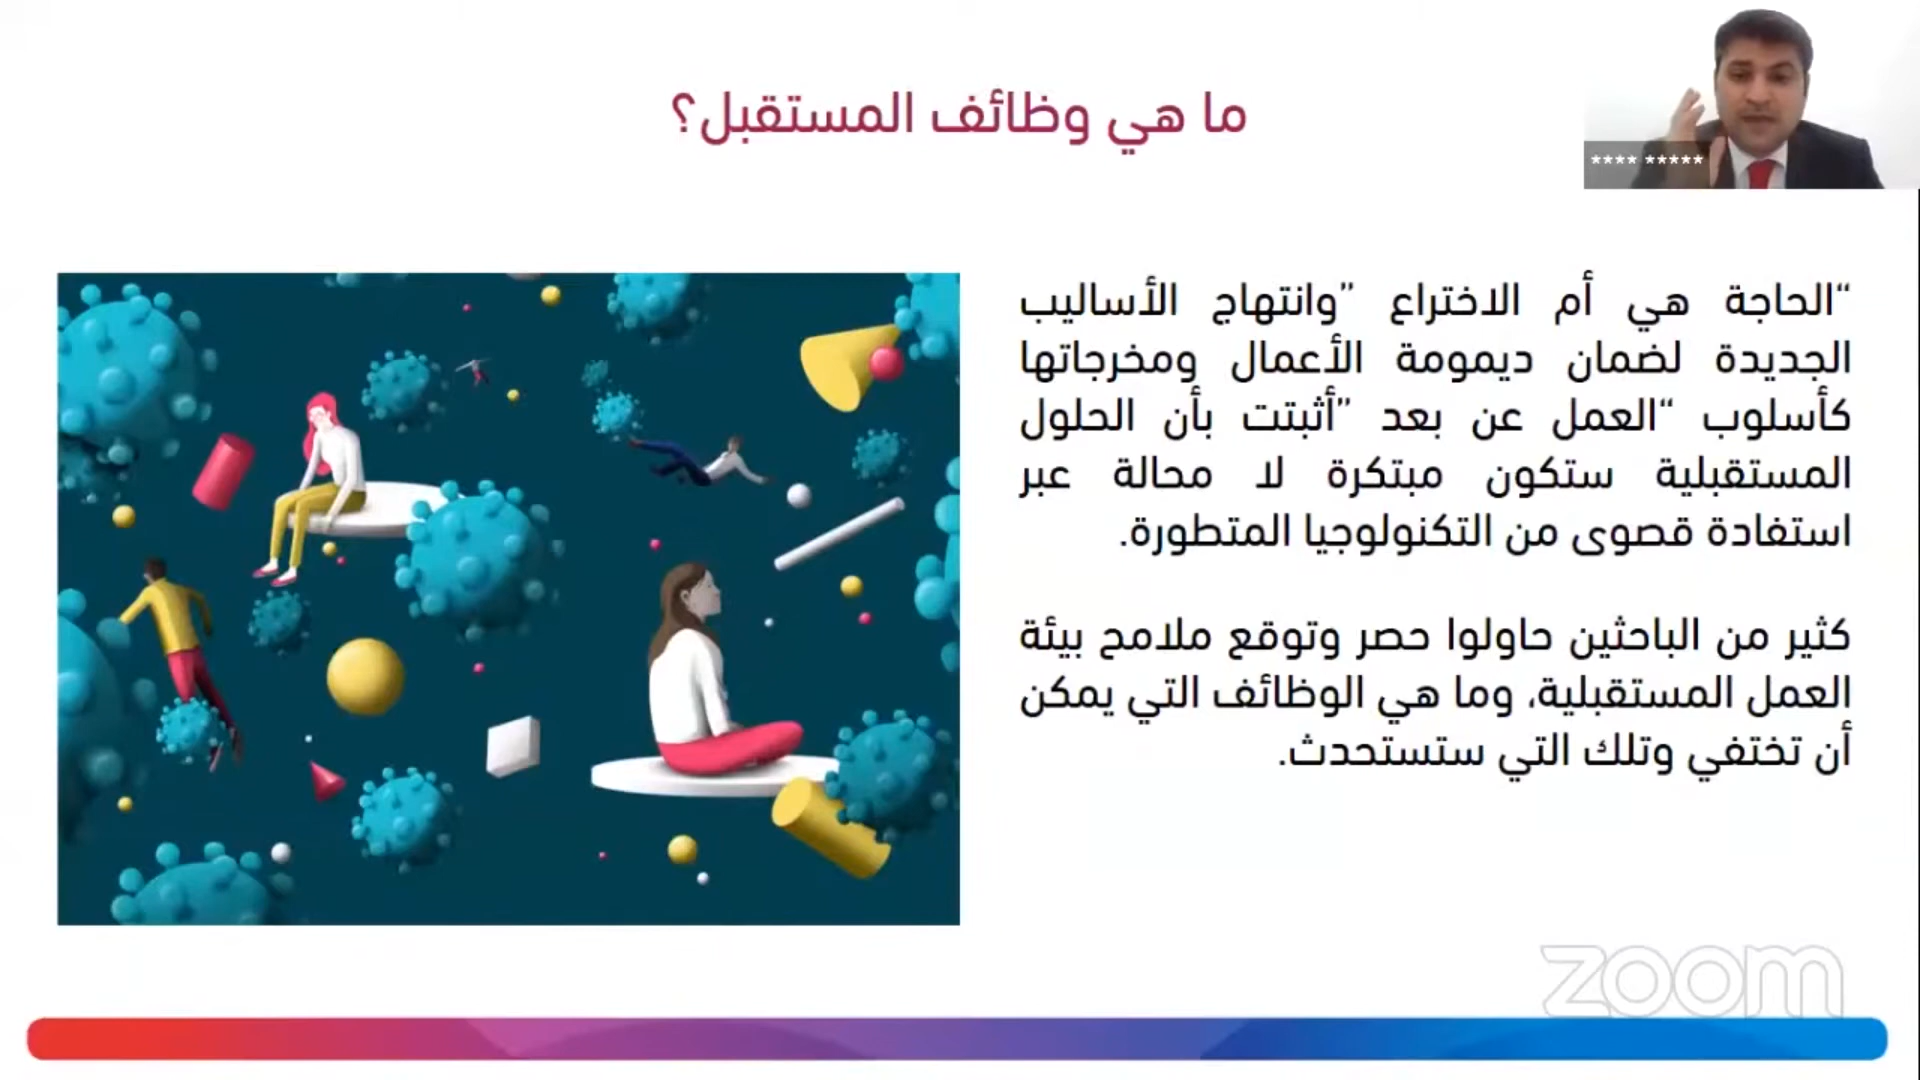 ما هي وظائف المستقبل؟
**** *****
“الحاجة هي أم الاختراع ”وانتهاج الأساليب
الجديدة لضمان ديمومة الأعمال ومخرجاتها
كأسلوب “العمل عن بعد ”أثبتت بأن الحلول
المستقبلية ستكون مبتكرة لا محالة عبر
استفادة قصوى من التكنولوجيا المتطورة.
كثير من الباحثين حاولوا حصر وتوقع ملامح بيئة
العمل المستقبلية، وما هي الوظائف التي يمكن
أن تختفي وتلك التي ستستحدث.
zoom